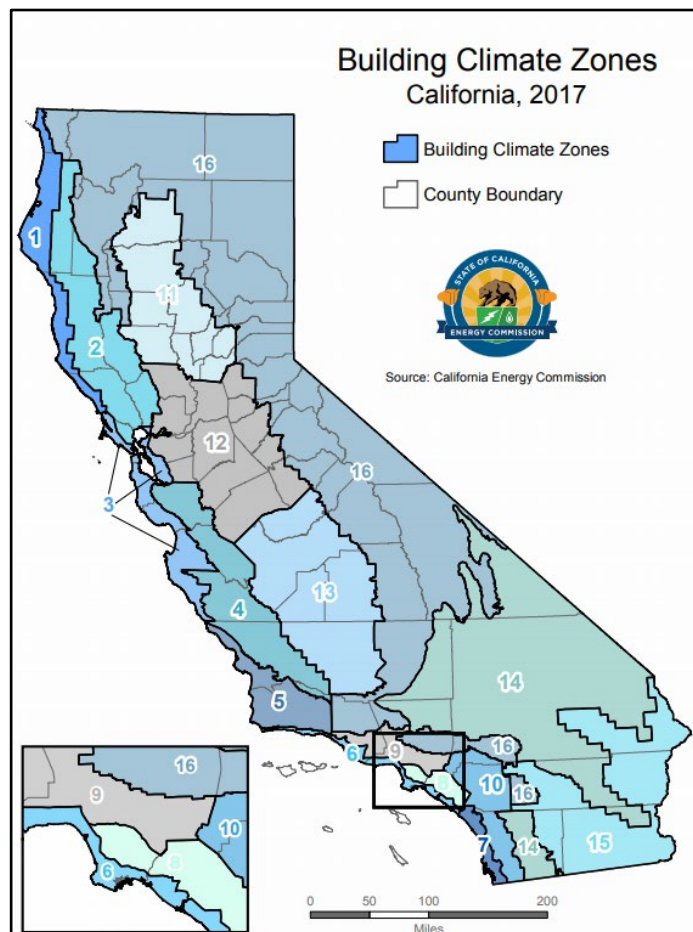 Building Climate Zones
California, 2017
Building Climate Zones
County Boundary
STATE OF CALIFORNIA
ENERGY COMMISSION
Source: California Energy Commission
16
1
11
2
12
16
3
13
4
14
5
6
9
16
8
10
16
7
14
15
16
9
10
8
6
0 50 100 200
Miles